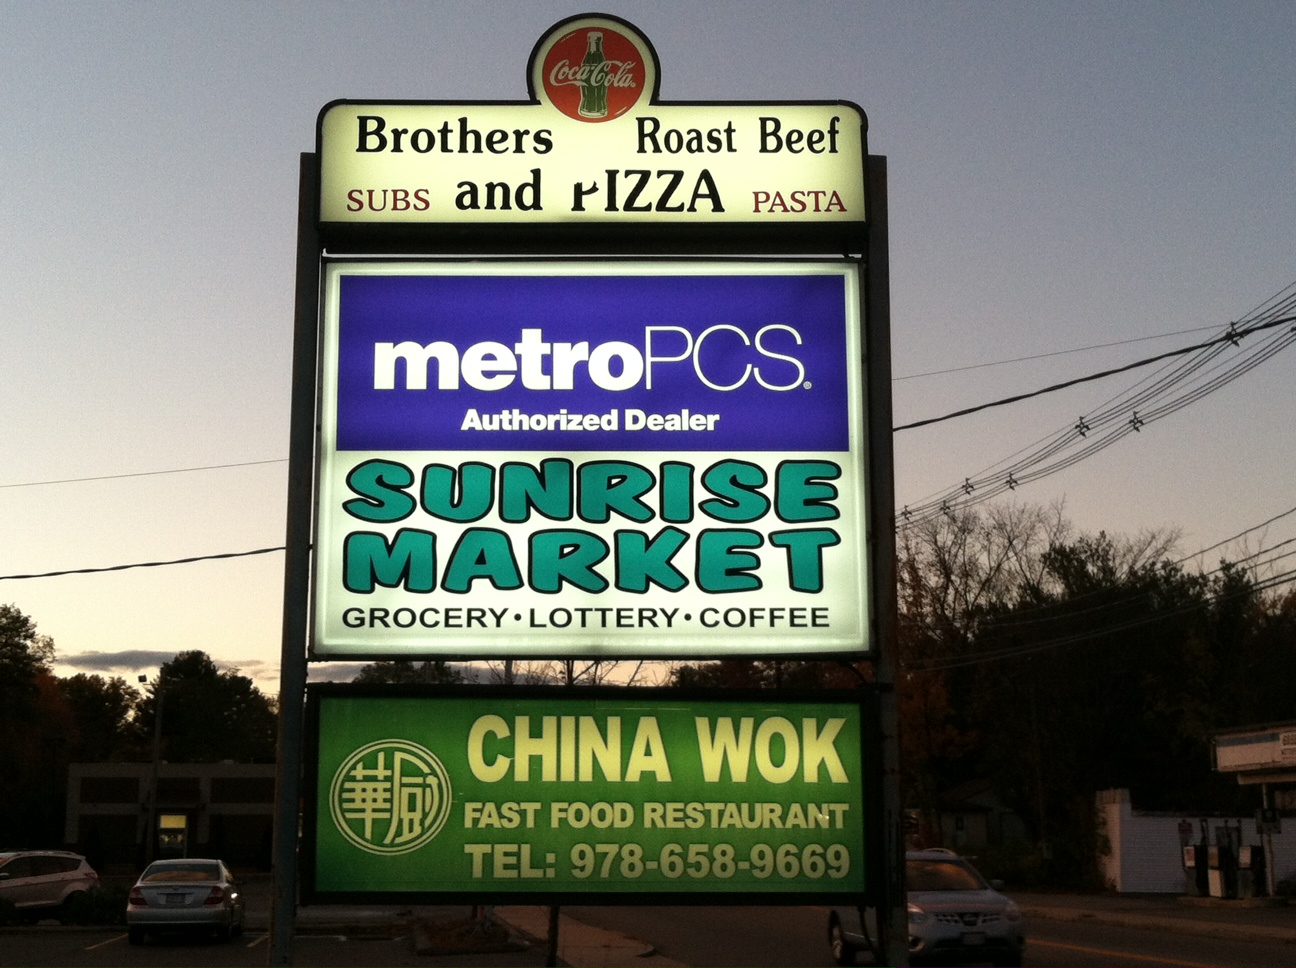 Coca-Cola
Brothers Roast Beef
SUBS and PIZZA PASTA
metroPCS®
Authorized Dealer
SUNRISE
MARKET
GROCERY • LOTTERY • COFFEE
CHINA WOK
華厨
FAST FOOD RESTAURANT
TEL: 978-658-9669